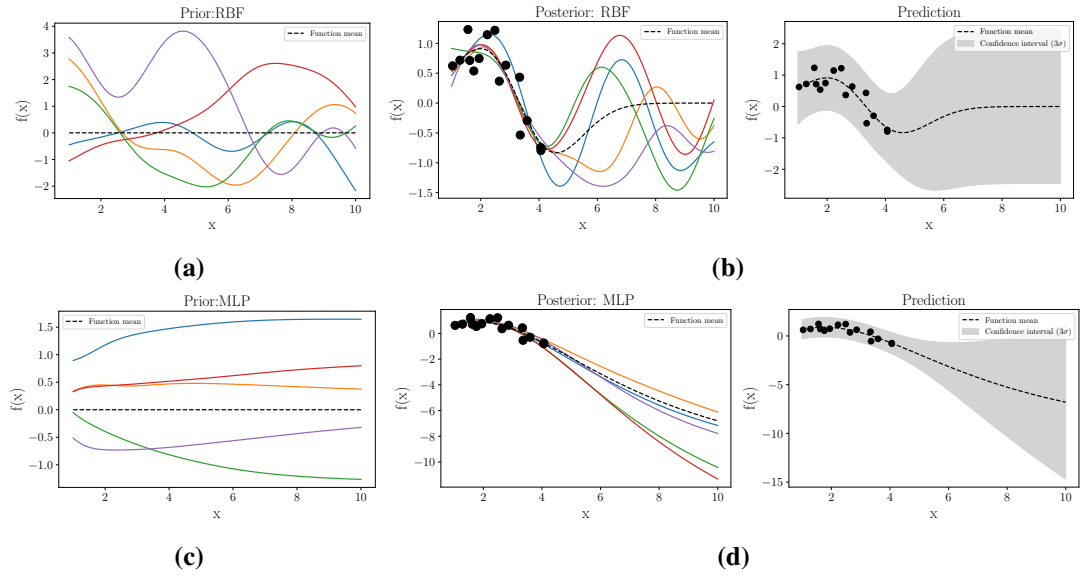 Prior:RBF
Function mean
4
3
2
1
0
−1
−2
f(x)
2
4
6
8
10
x
(a)
Posterior: RBF
Function mean
1.0
0.5
0.0
−0.5
−1.0
−1.5
f(x)
2
4
6
8
10
x
Prediction
Function mean
Confidence interval (3σ)
2
1
0
−1
−2
f(x)
2
4
6
8
10
x
(b)
Prior:MLP
Function mean
1.5
1.0
0.5
0.0
−0.5
−1.0
f(x)
2
4
6
8
10
x
(c)
Posterior: MLP
Function mean
0
−2
−4
−6
−8
−10
f(x)
2
4
6
8
10
x
Prediction
Function mean
Confidence interval (3σ)
0
−5
−10
−15
f(x)
2
4
6
8
10
x
(d)